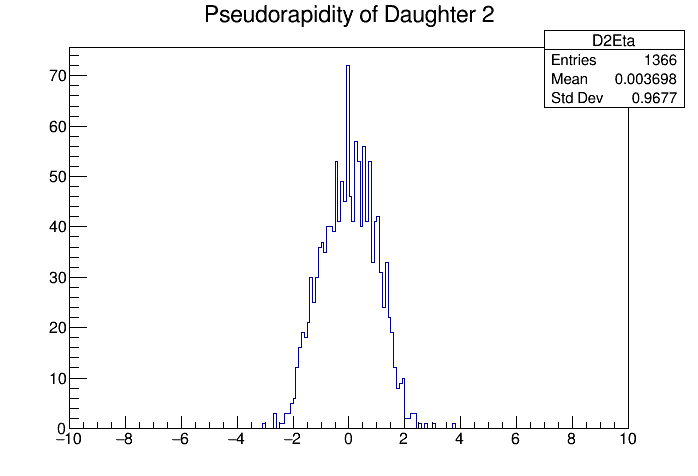 Pseudorapidity of Daughter 2
D2Eta
Entries 1366
Mean 0.003698
Std Dev 0.9677
70
60
50
40
30
20
10
0
−10 −8 −6 −4 −2 0 2 4 6 8 10